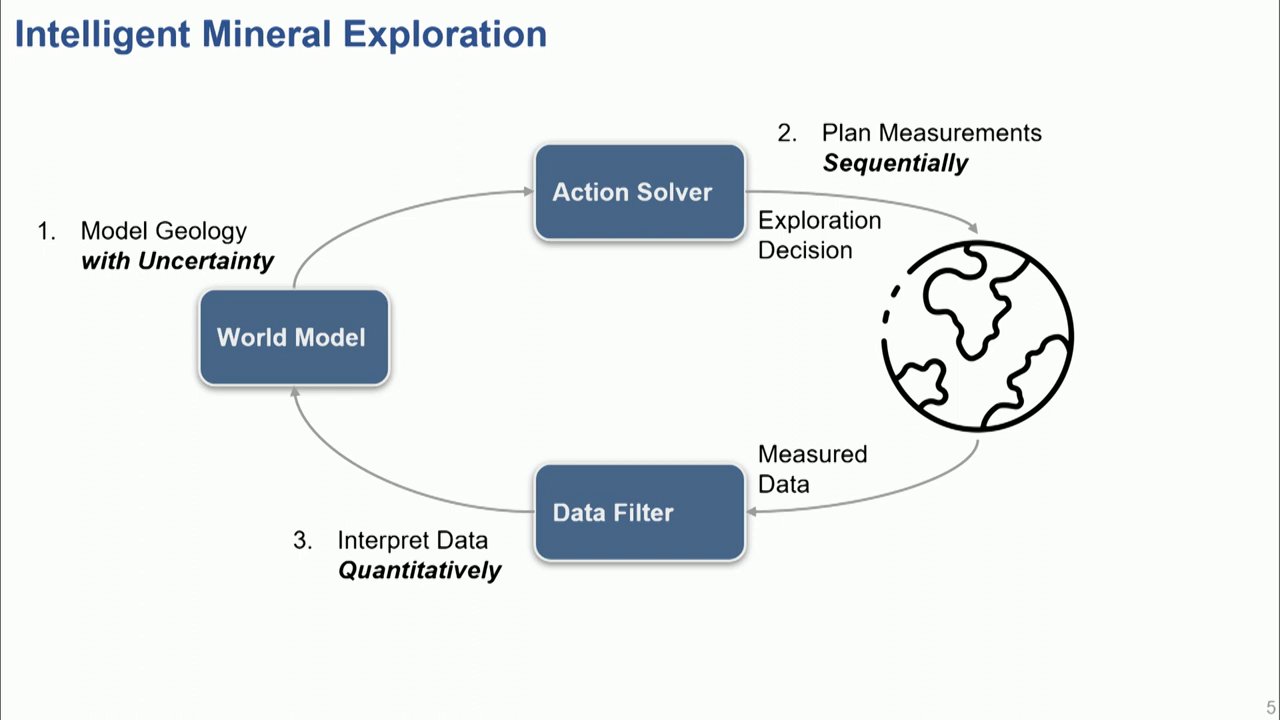 Intelligent Mineral Exploration
2. Plan Measurements
Sequentially
Action Solver
Exploration
Decision
1. Model Geology
with Uncertainty
World Model
Measured
Data
Data Filter
3. Interpret Data
Quantitatively
5